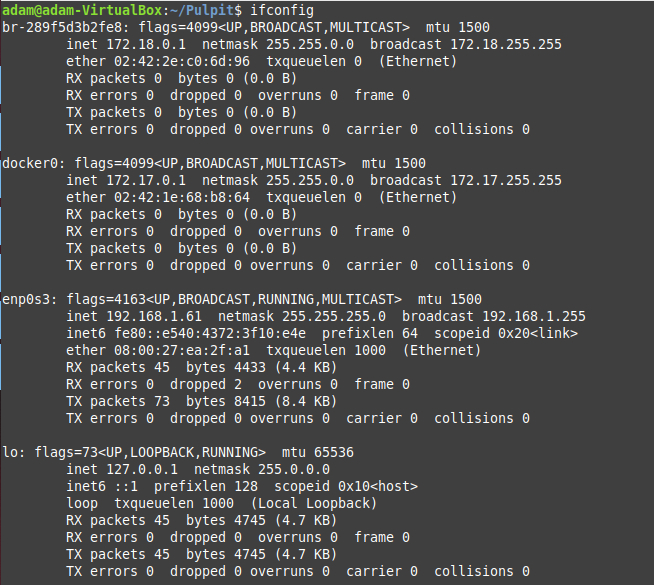 adam@adam-VirtualBox:~/Pulpit$ ifconfig
br-289f5d3b2fe8: flags=4099<UP,BROADCAST,MULTICAST>  mtu 1500
        inet 172.18.0.1  netmask 255.255.0.0  broadcast 172.18.255.255
        ether 02:42:2e:c0:6d:96  txqueuelen 0  (Ethernet)
        RX packets 0  bytes 0 (0.0 B)
        RX errors 0  dropped 0  overruns 0  frame 0
        TX packets 0  bytes 0 (0.0 B)
        TX errors 0  dropped 0 overruns 0  carrier 0  collisions 0

docker0: flags=4099<UP,BROADCAST,MULTICAST>  mtu 1500
        inet 172.17.0.1  netmask 255.255.0.0  broadcast 172.17.255.255
        ether 02:42:1e:68:b8:64  txqueuelen 0  (Ethernet)
        RX packets 0  bytes 0 (0.0 B)
        RX errors 0  dropped 0  overruns 0  frame 0
        TX packets 0  bytes 0 (0.0 B)
        TX errors 0  dropped 0 overruns 0  carrier 0  collisions 0

enp0s3: flags=4163<UP,BROADCAST,RUNNING,MULTICAST>  mtu 1500
        inet 192.168.1.61  netmask 255.255.255.0  broadcast 192.168.1.255
        inet6 fe80::e540:4372:3f10:e4e  prefixlen 64  scopeid 0x20<link>
        ether 08:00:27:ea:2f:a1  txqueuelen 1000  (Ethernet)
        RX packets 45  bytes 4433 (4.4 KB)
        RX errors 0  dropped 2  overruns 0  frame 0
        TX packets 73  bytes 8415 (8.4 KB)
        TX errors 0  dropped 0 overruns 0  carrier 0  collisions 0

lo: flags=73<UP,LOOPBACK,RUNNING>  mtu 65536
        inet 127.0.0.1  netmask 255.0.0.0
        inet6 ::1  prefixlen 128  scopeid 0x10<host>
        loop  txqueuelen 1000  (Local Loopback)
        RX packets 45  bytes 4745 (4.7 KB)
        RX errors 0  dropped 0  overruns 0  frame 0
        TX packets 45  bytes 4745 (4.7 KB)
        TX errors 0  dropped 0 overruns 0  carrier 0  collisions 0